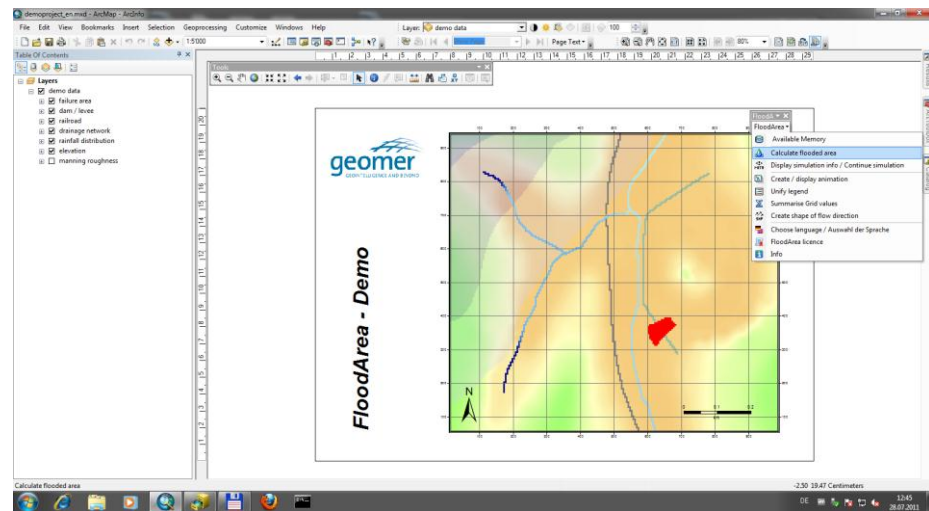 demoproject_en.mxd - ArcMap - ArcInfo
File Edit View Bookmarks Insert Selection Geoprocessing Customize Windows Help
Layer: demo data
100
1:5000
Page Text
80%
Table Of Contents
Tools
Layers
demo data
failure area
dam / levee
railroad
drainage network
rainfall distribution
elevation
manning roughness
geomer
FloodArea - Demo
N
FloodArea
Available Memory
Calculate flooded area
Display simulation info / Continue simulation
Create / display animation
Unify legend
Summarise Grid values
Create shape of flow direction
Choose language / Auswahl der Sprache
FloodArea licence
Info
Calculate flooded area
-2.50 19.47 Centimeters
DE
12:45
28.07.2011